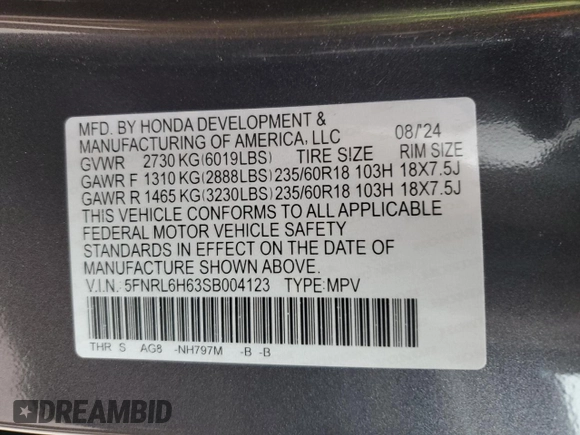 MFD. BY HONDA DEVELOPMENT &
MANUFACTURING OF AMERICA, LLC 08/'24
GVWR 2730 KG(6019LBS) TIRE SIZE RIM SIZE
GAWR F 1310 KG(2888LBS)235/60R18 103H 18X7.5J
GAWR R 1465 KG(3230LBS)235/60R18 103H 18X7.5J
THIS VEHICLE CONFORMS TO ALL APPLICABLE
FEDERAL MOTOR VEHICLE SAFETY
STANDARDS IN EFFECT ON THE DATE OF
MANUFACTURE SHOWN ABOVE.
V.I.N.: 5FNRL6H63SB004123 TYPE:MPV
THR S AG8 -NH797M -B -B
DREAMBID